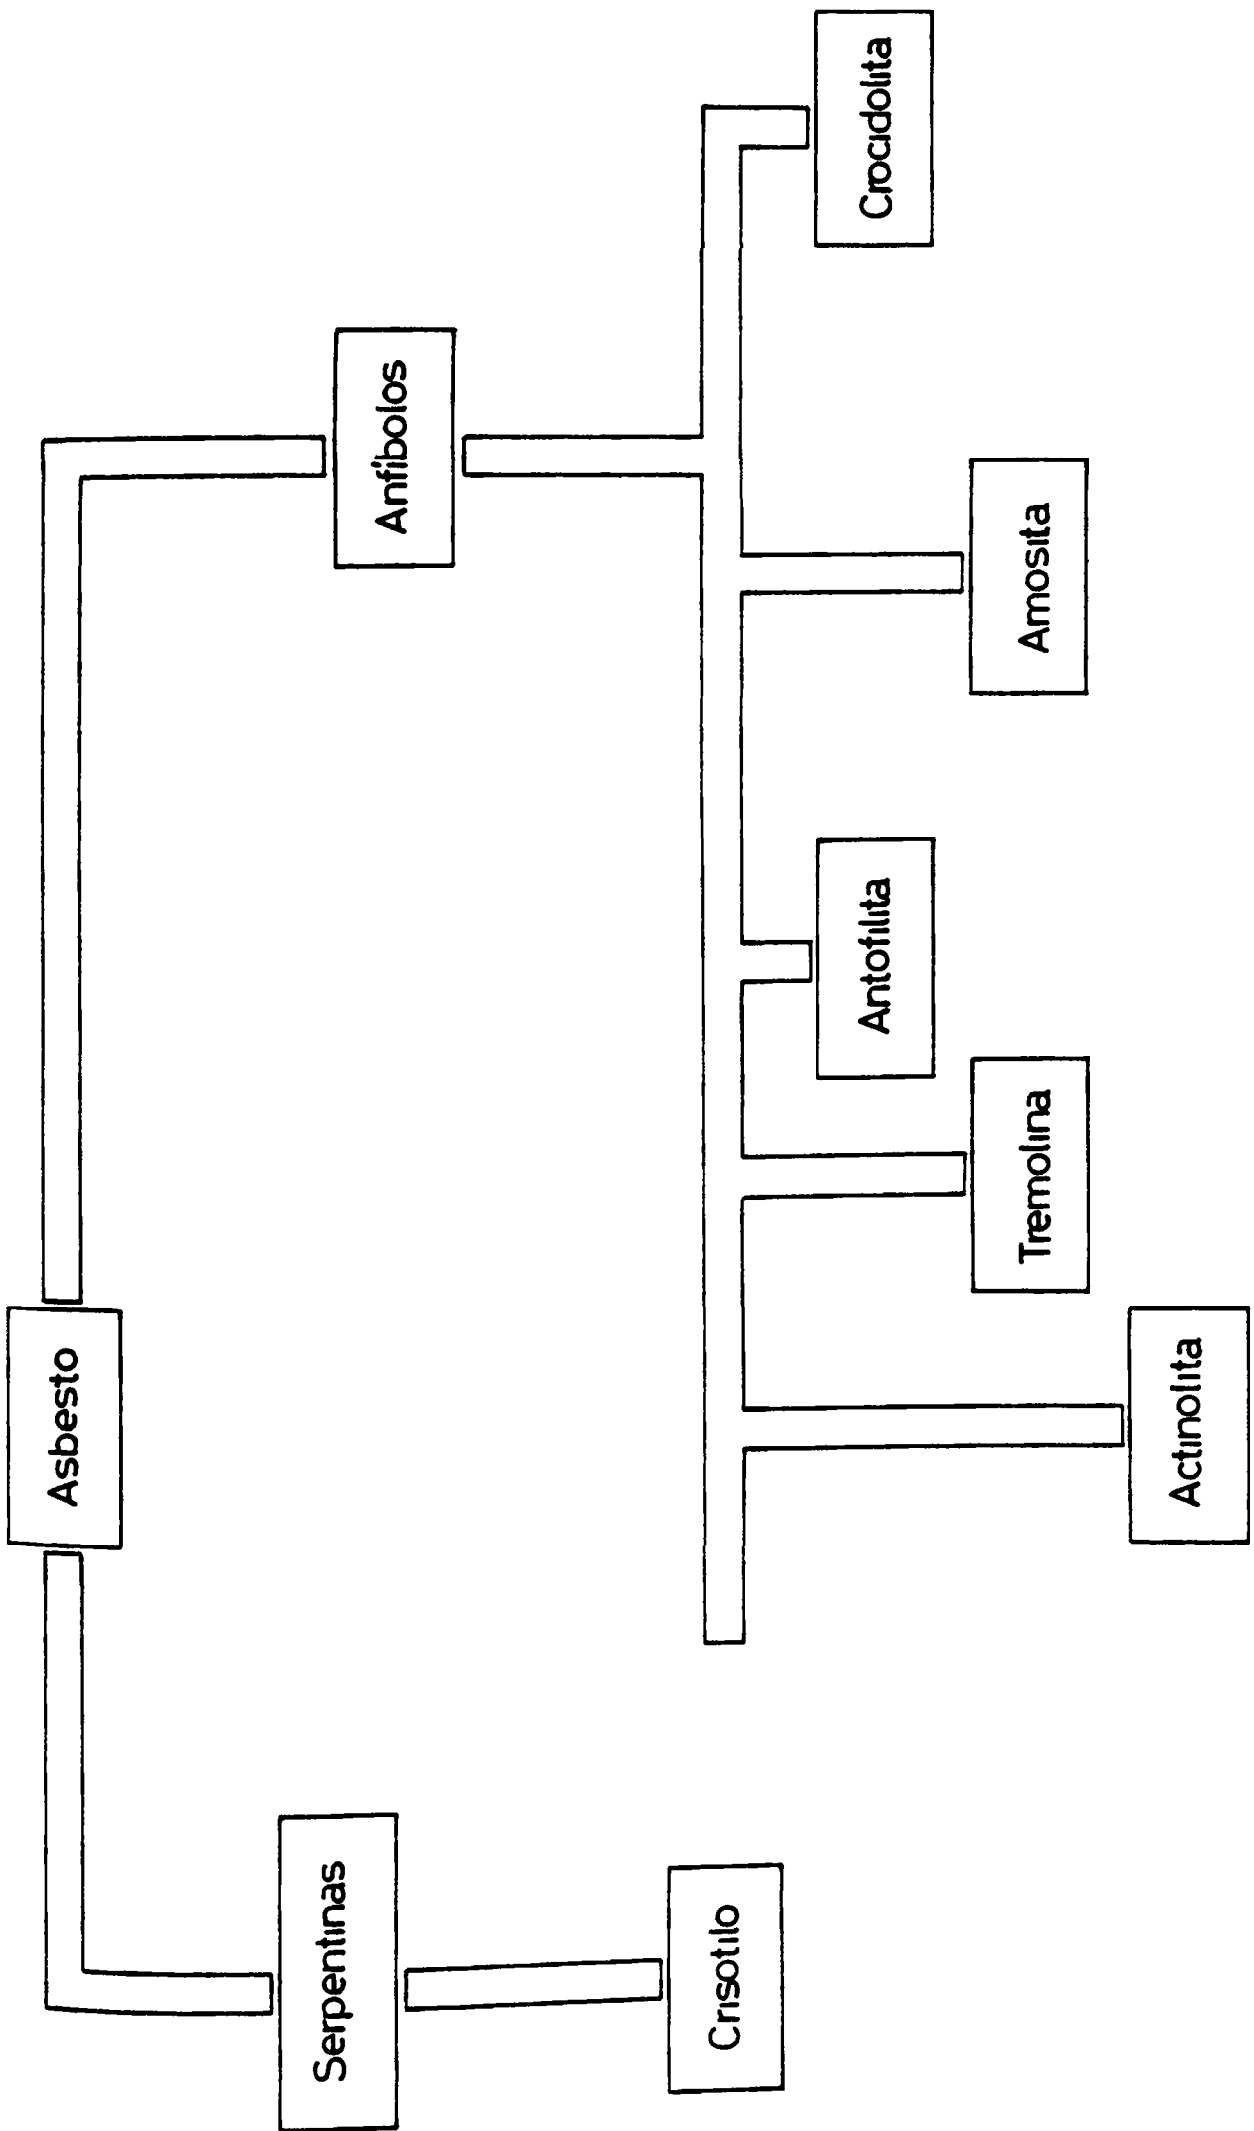 Asbesto
Serpentinas
Anfíbolos
Crisotilo
Actinolita
Tremolina
Antofilita
Amosita
Crocidolita